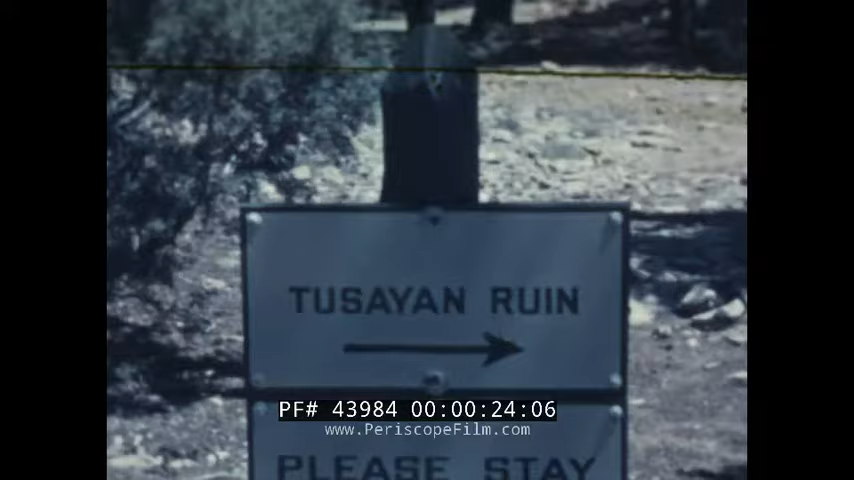 TUSAYAN RUIN
PF# 43984 00:00:24:06
www.PeriscopeFilm.com
PLEASE STAY